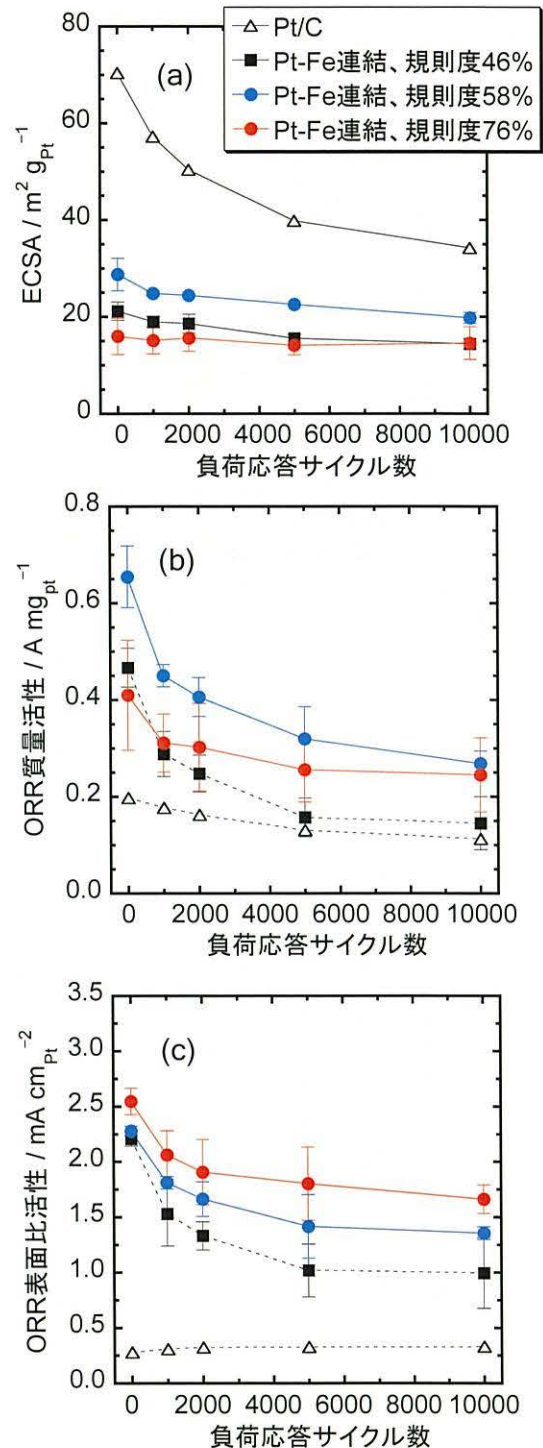 Pt/C
Pt-Fe連結、規則度46%
Pt-Fe連結、規則度58%
Pt-Fe連結、規則度76%
(a)
ECSA / m² gPt⁻¹
80
60
40
20
0
0 2000 4000 6000 8000 10000
負荷応答サイクル数
(b)
ORR質量活性 / A mgpt⁻¹
0.8
0.6
0.4
0.2
0.0
0 2000 4000 6000 8000 10000
負荷応答サイクル数
(c)
ORR表面比活性 / mA cmPt⁻²
3.5
3.0
2.5
2.0
1.5
1.0
0.5
0.0
0 2000 4000 6000 8000 10000
負荷応答サイクル数